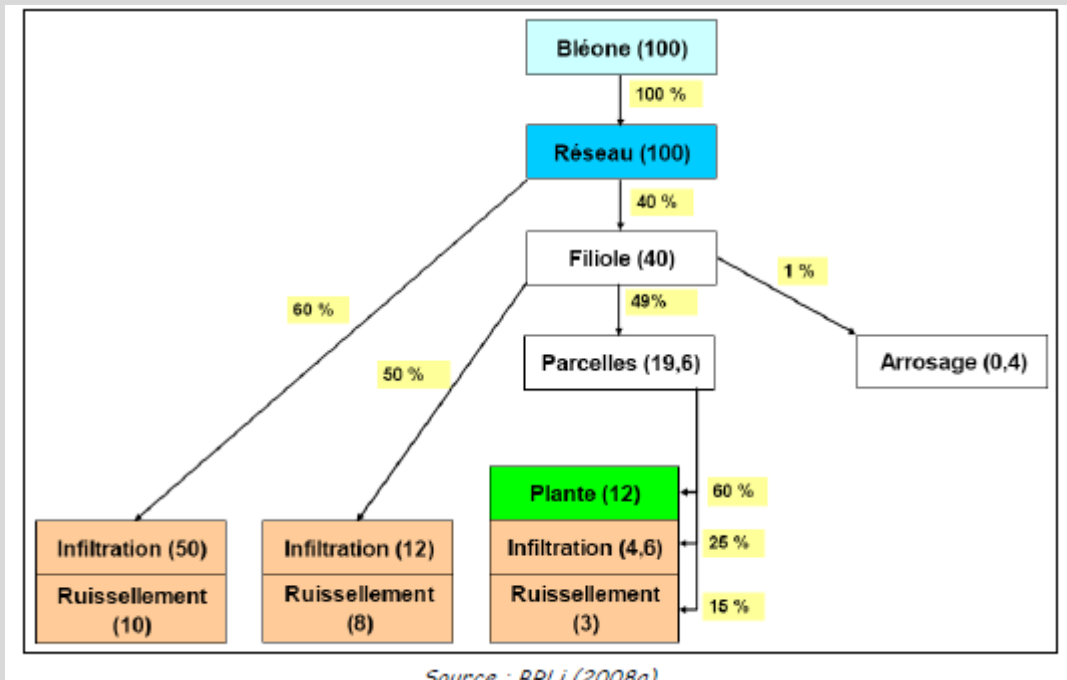 Bléone (100)
100 %
Réseau (100)
40 %
Filiole (40)
1 %
60 %
49%
50 %
Parcelles (19,6)
Arrosage (0,4)
Plante (12)
60 %
Infiltration (50)
Infiltration (12)
Infiltration (4,6)
25 %
Ruissellement
(10)
Ruissellement
(8)
Ruissellement
(3)
15 %
Source :